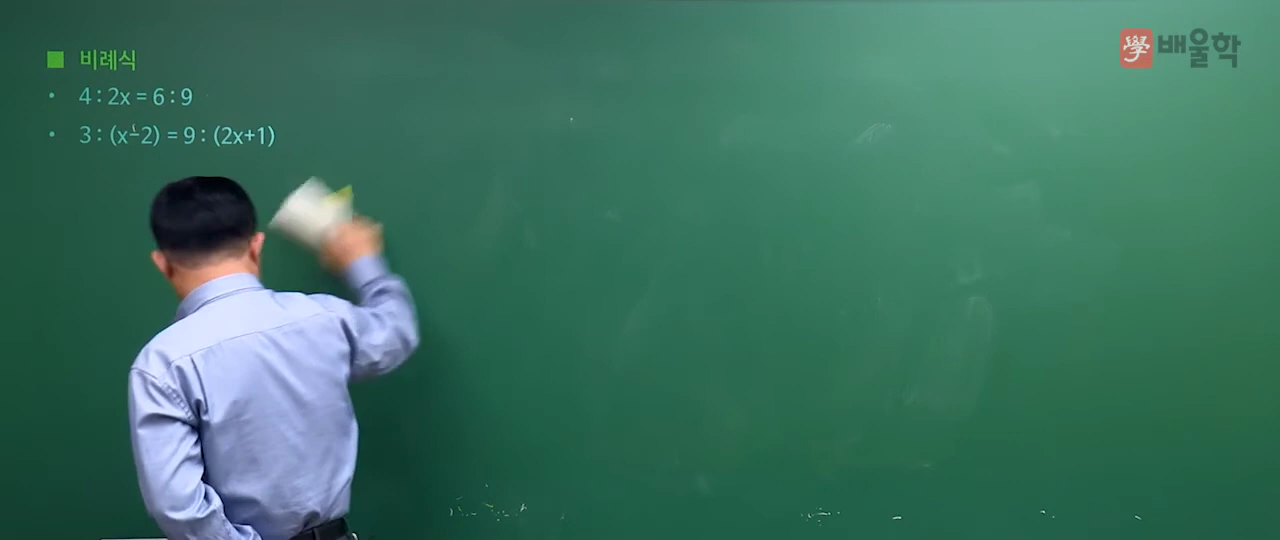 ■ 비례식
• 4 : 2x = 6 : 9
• 3 : (x-2) = 9 : (2x+1)
學 배울학